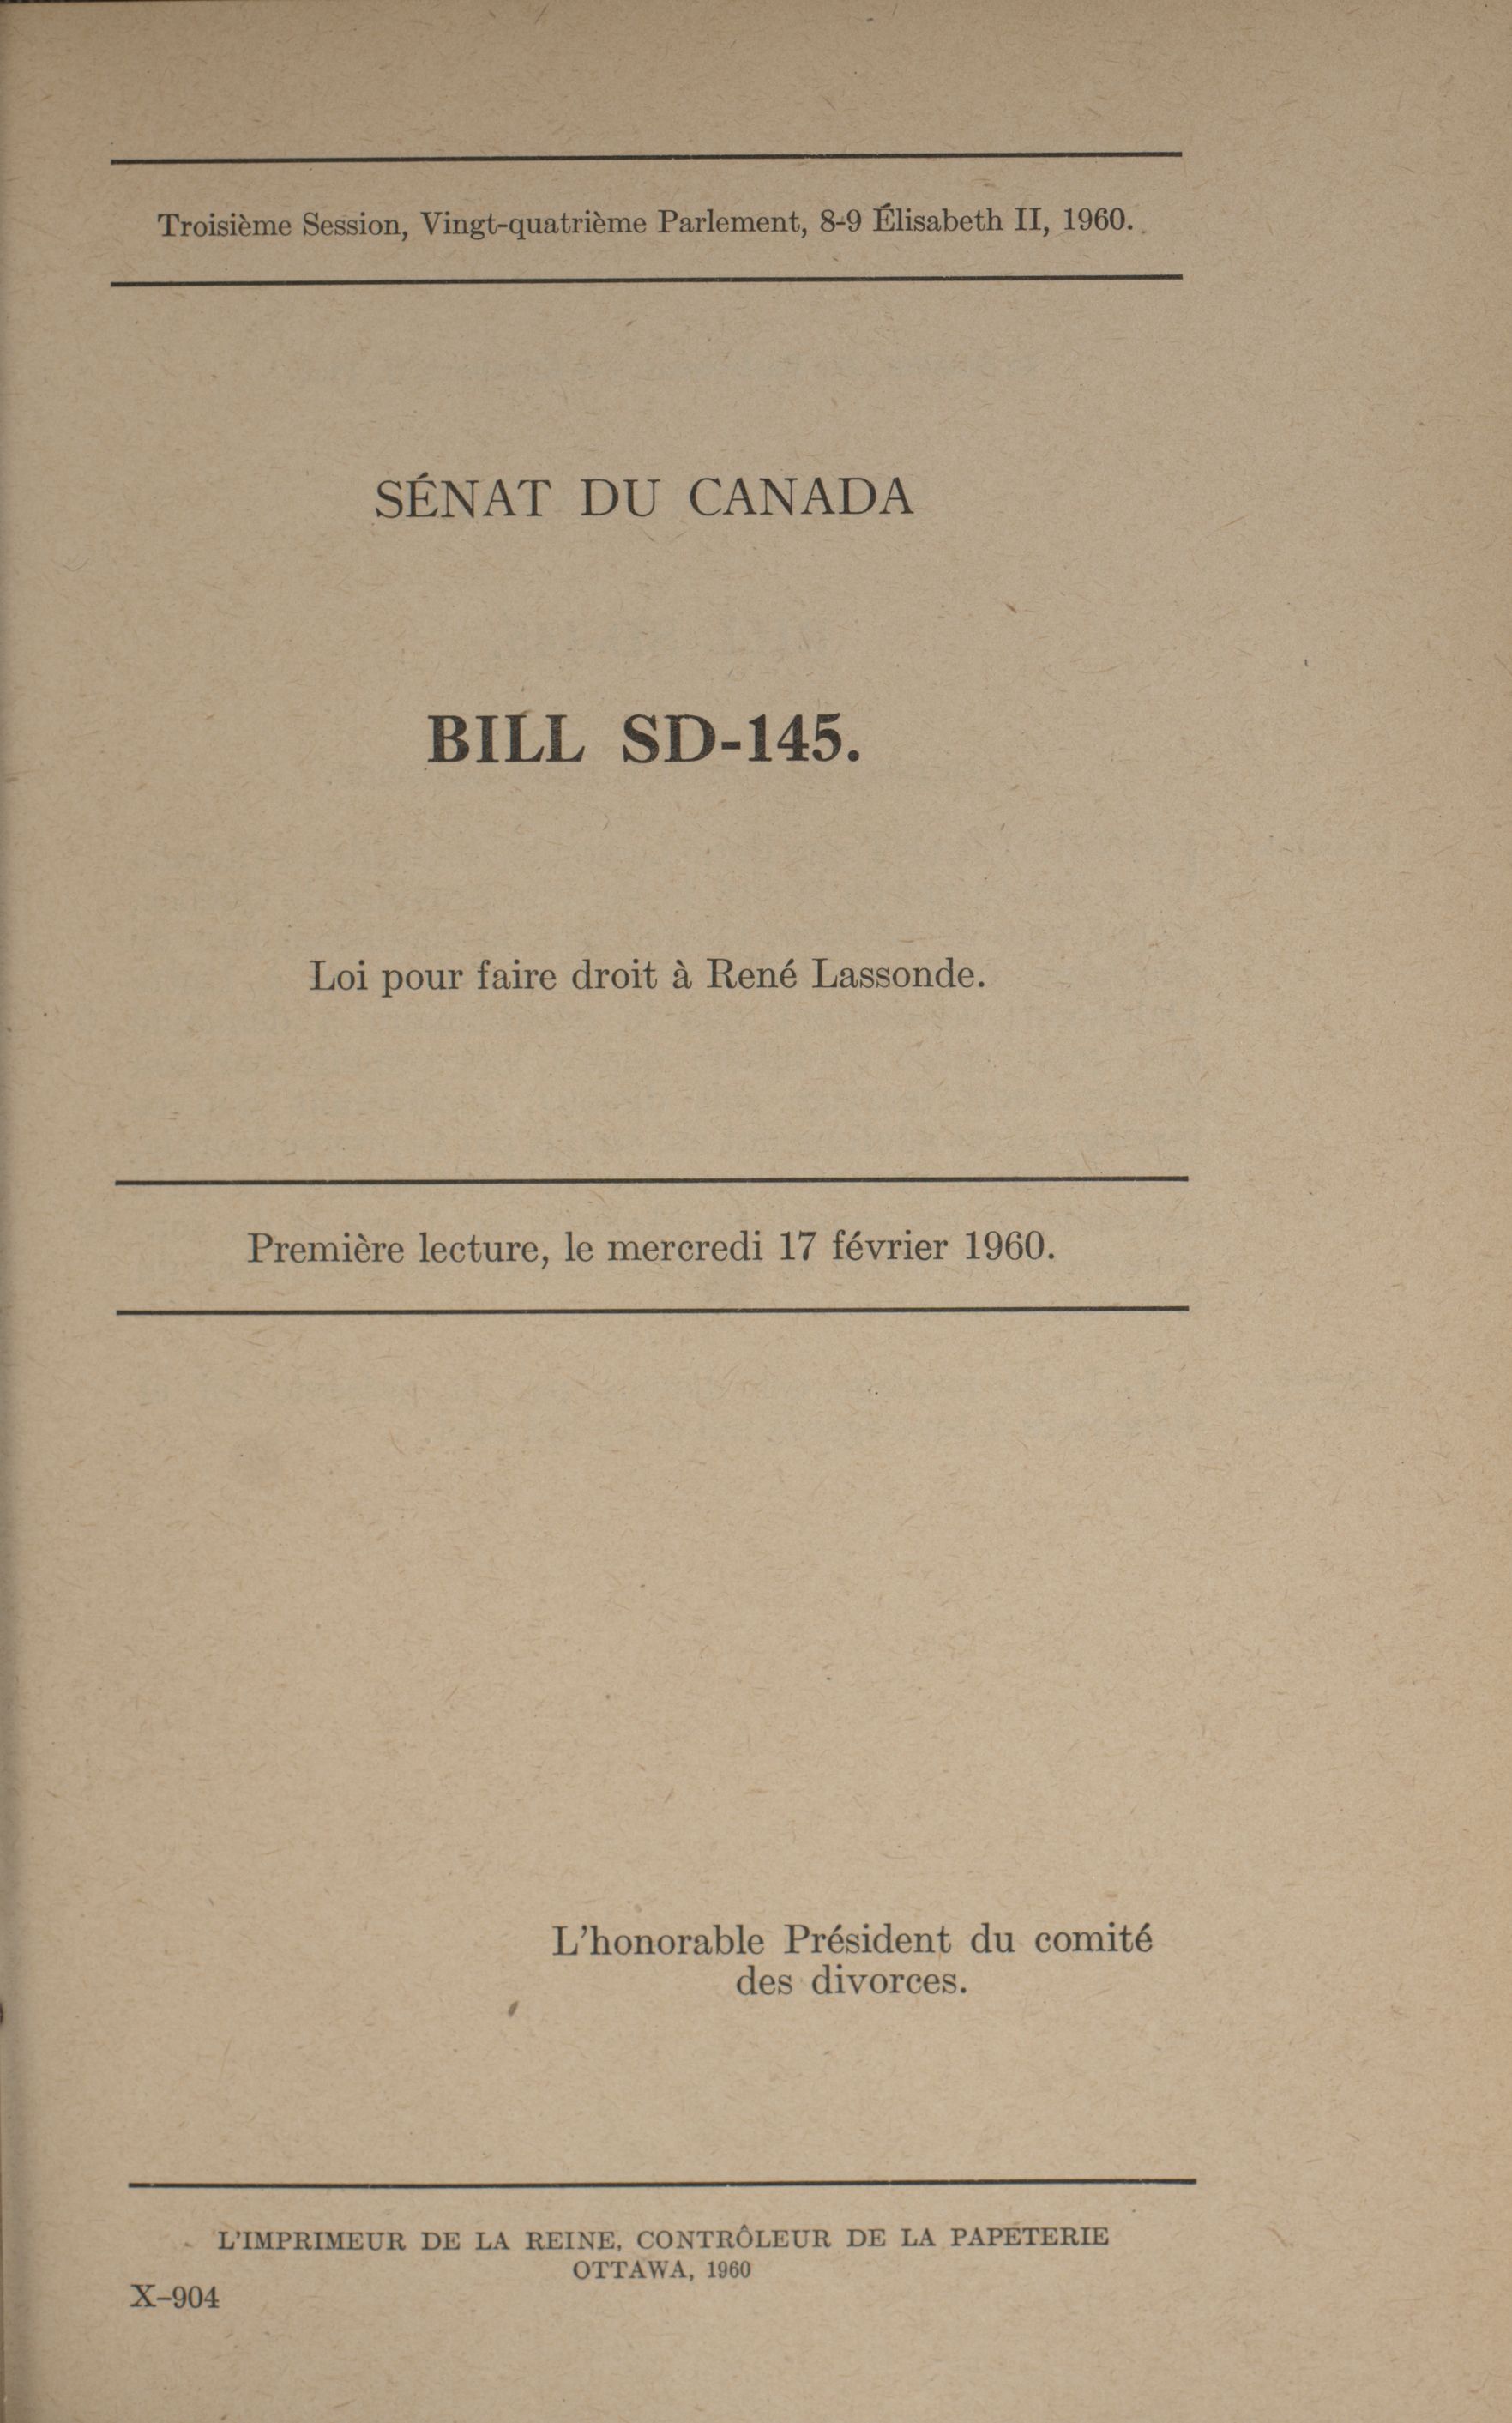 Troisième Session, Vingt-quatrième Parlement, 8-9 Élisabeth II, 1960.
SÉNAT DU CANADA
BILL SD-145.
Loi pour faire droit à René Lassonde.
Première lecture, le mercredi 17 février 1960.
L'honorable Président du comité
des divorces.
L'IMPRIMEUR DE LA REINE, CONTRÔLEUR DE LA PAPETERIE
OTTAWA, 1960
X-904